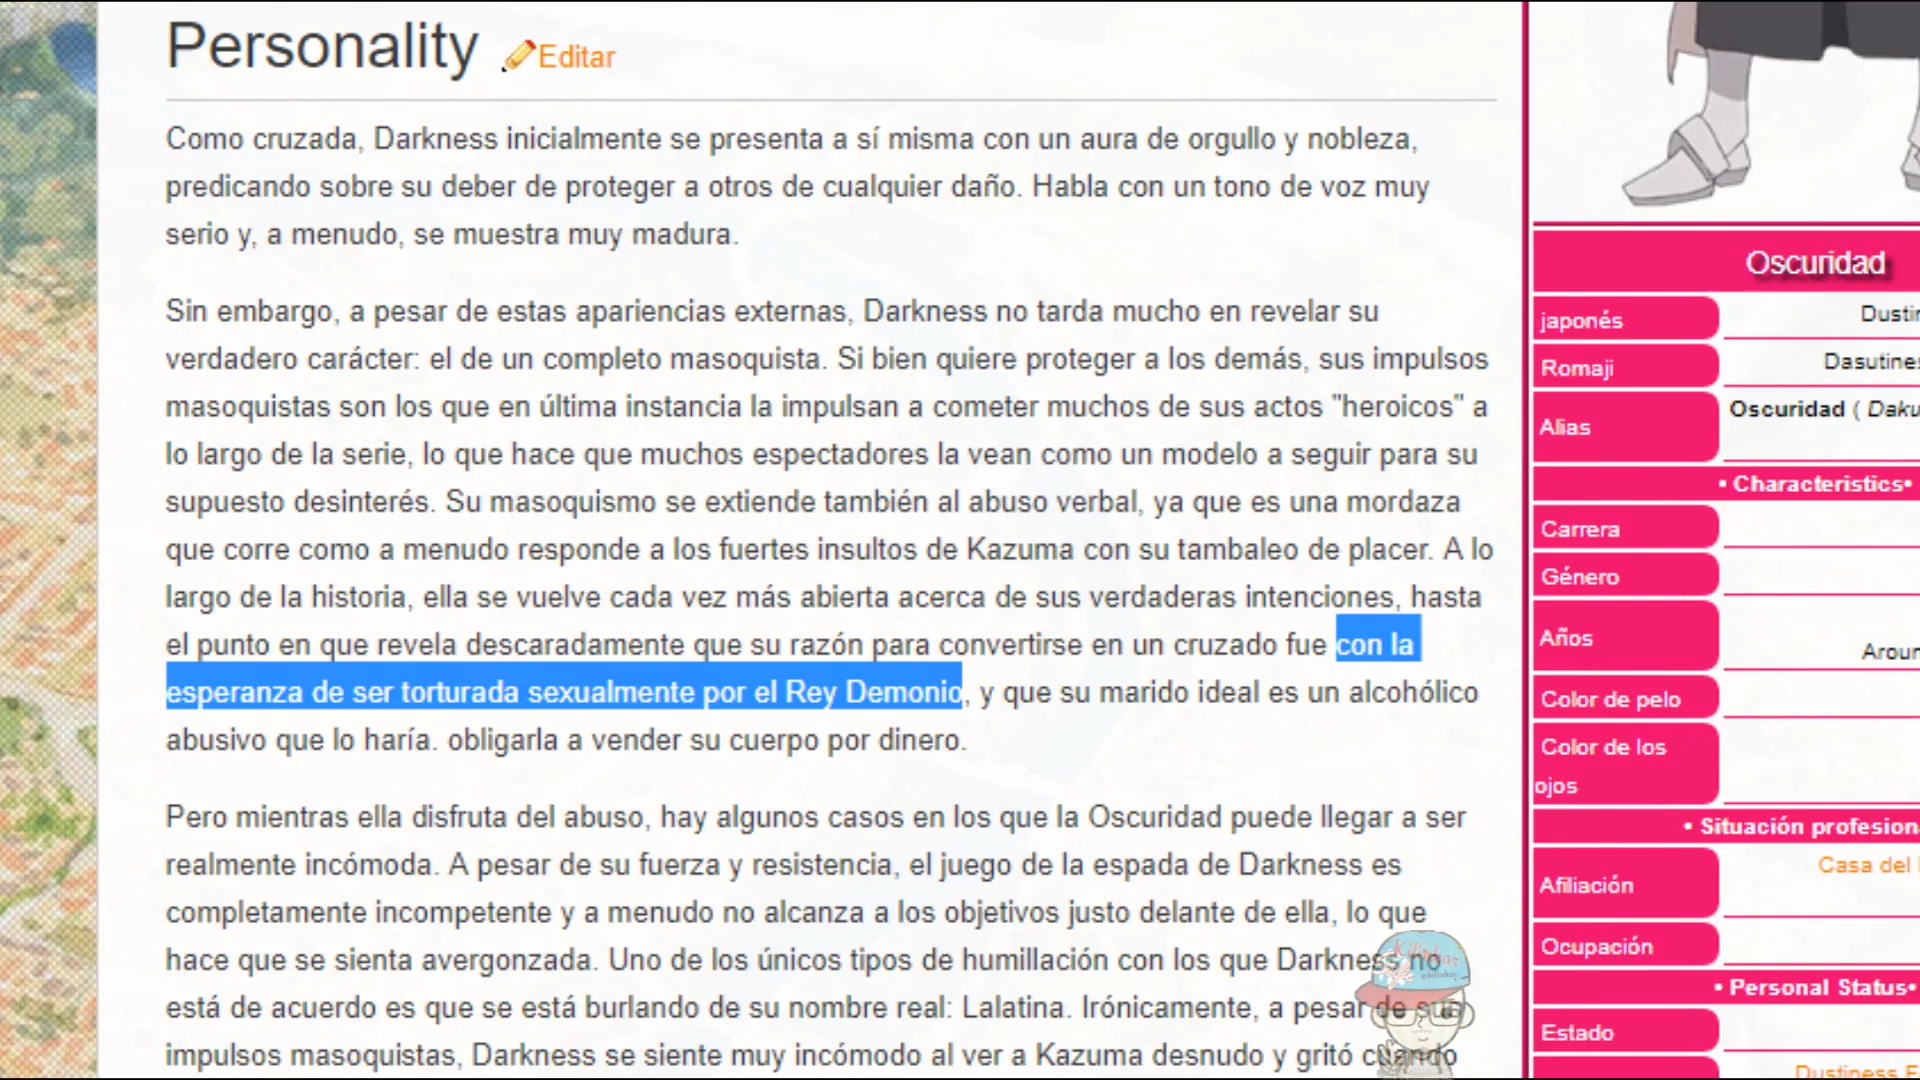 Personality Editar
Como cruzada, Darkness inicialmente se presenta a sí misma con un aura de orgullo y nobleza,
predicando sobre su deber de proteger a otros de cualquier daño. Habla con un tono de voz muy
serio y, a menudo, se muestra muy madura.
Sin embargo, a pesar de estas apariencias externas, Darkness no tarda mucho en revelar su
verdadero carácter: el de un completo masoquista. Si bien quiere proteger a los demás, sus impulsos
masoquistas son los que en última instancia la impulsan a cometer muchos de sus actos "heroicos" a
lo largo de la serie, lo que hace que muchos espectadores la vean como un modelo a seguir para su
supuesto desinterés. Su masoquismo se extiende también al abuso verbal, ya que es una mordaza
que corre como a menudo responde a los fuertes insultos de Kazuma con su tambaleo de placer. A lo
largo de la historia, ella se vuelve cada vez más abierta acerca de sus verdaderas intenciones, hasta
el punto en que revela descaradamente que su razón para convertirse en un cruzado fue con la
esperanza de ser torturada sexualmente por el Rey Demonio, y que su marido ideal es un alcohólico
abusivo que lo haría. obligarla a vender su cuerpo por dinero.
Pero mientras ella disfruta del abuso, hay algunos casos en los que la Oscuridad puede llegar a ser
realmente incómoda. A pesar de su fuerza y resistencia, el juego de la espada de Darkness es
completamente incompetente y a menudo no alcanza a los objetivos justo delante de ella, lo que
hace que se sienta avergonzada. Uno de los únicos tipos de humillación con los que Darkness no
está de acuerdo es que se está burlando de su nombre real: Lalatina. Irónicamente, a pesar de sus
impulsos masoquistas, Darkness se siente muy incómodo al ver a Kazuma desnudo y gritó cuando
Oscuridad
japonés Dustin
Romaji Dasutines
Alias Oscuridad ( Daku
• Characteristics•
Carrera
Género
Años Aroun
Color de pelo
Color de los
ojos
• Situación profesion
Afiliación Casa del
Ocupación
• Personal Status•
Estado
Dustiness F